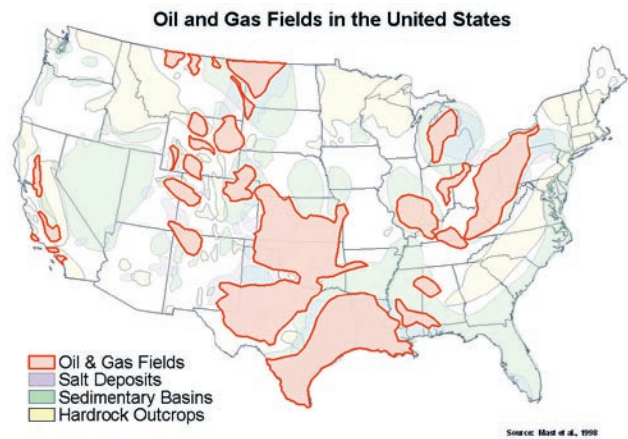 Oil and Gas Fields in the United States
Oil & Gas Fields
Salt Deposits
Sedimentary Basins
Hardrock Outcrops
Source: Mast et al., 1998